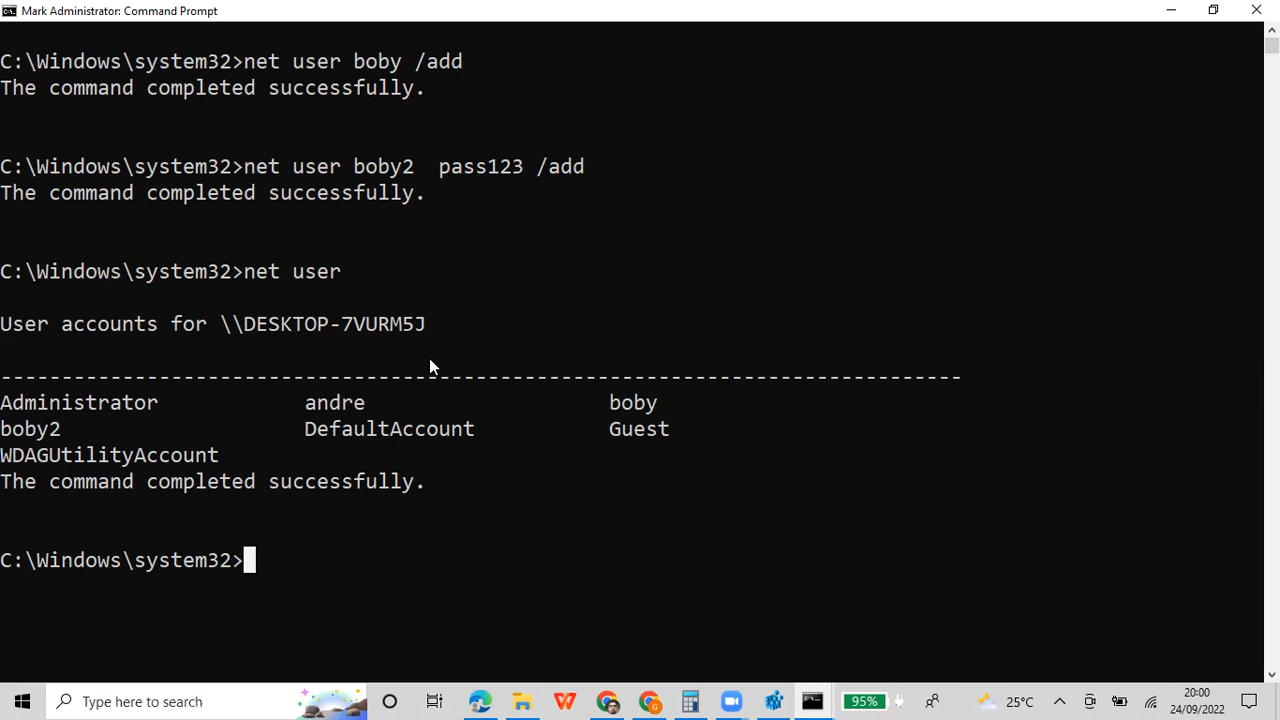 Mark Administrator: Command Prompt
C:\Windows\system32>net user boby /add
The command completed successfully.
C:\Windows\system32>net user boby2  pass123 /add
The command completed successfully.
C:\Windows\system32>net user
User accounts for \\DESKTOP-7VURM5J
-------------------------------------------------------------------------------
Administrator            andre                    boby
boby2                    DefaultAccount           Guest
WDAGUtilityAccount
The command completed successfully.
C:\Windows\system32>
Type here to search
95%
25°C
20:00
24/09/2022